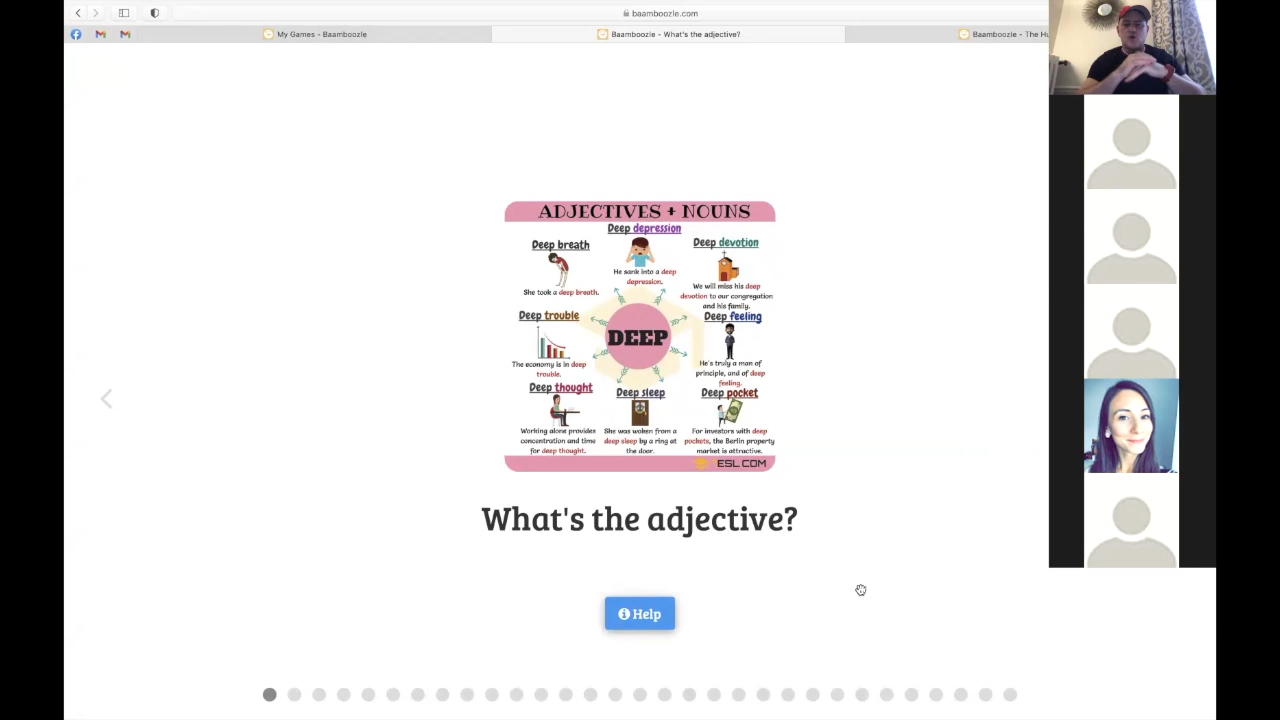 baamboozle.com
My Games - Baamboozle
Baamboozle - What's the adjective?
Baamboozle - The Hu
ADJECTIVES + NOUNS
Deep depression
He sank into a deep
depression.
Deep breath
She took a deep breath.
Deep devotion
We will miss his deep
devotion to our congregation
and his family.
Deep trouble
The economy is in deep
trouble.
DEEP
Deep feeling
He's truly a man of
principle, and of deep
feeling.
Deep thought
Working alone provides
concentration and time
for deep thought.
Deep sleep
She was woken from a
deep sleep by a ring at
the door.
Deep pocket
For investors with deep
pockets, the Berlin property
market is attractive.
ESL.COM
What's the adjective?
Help